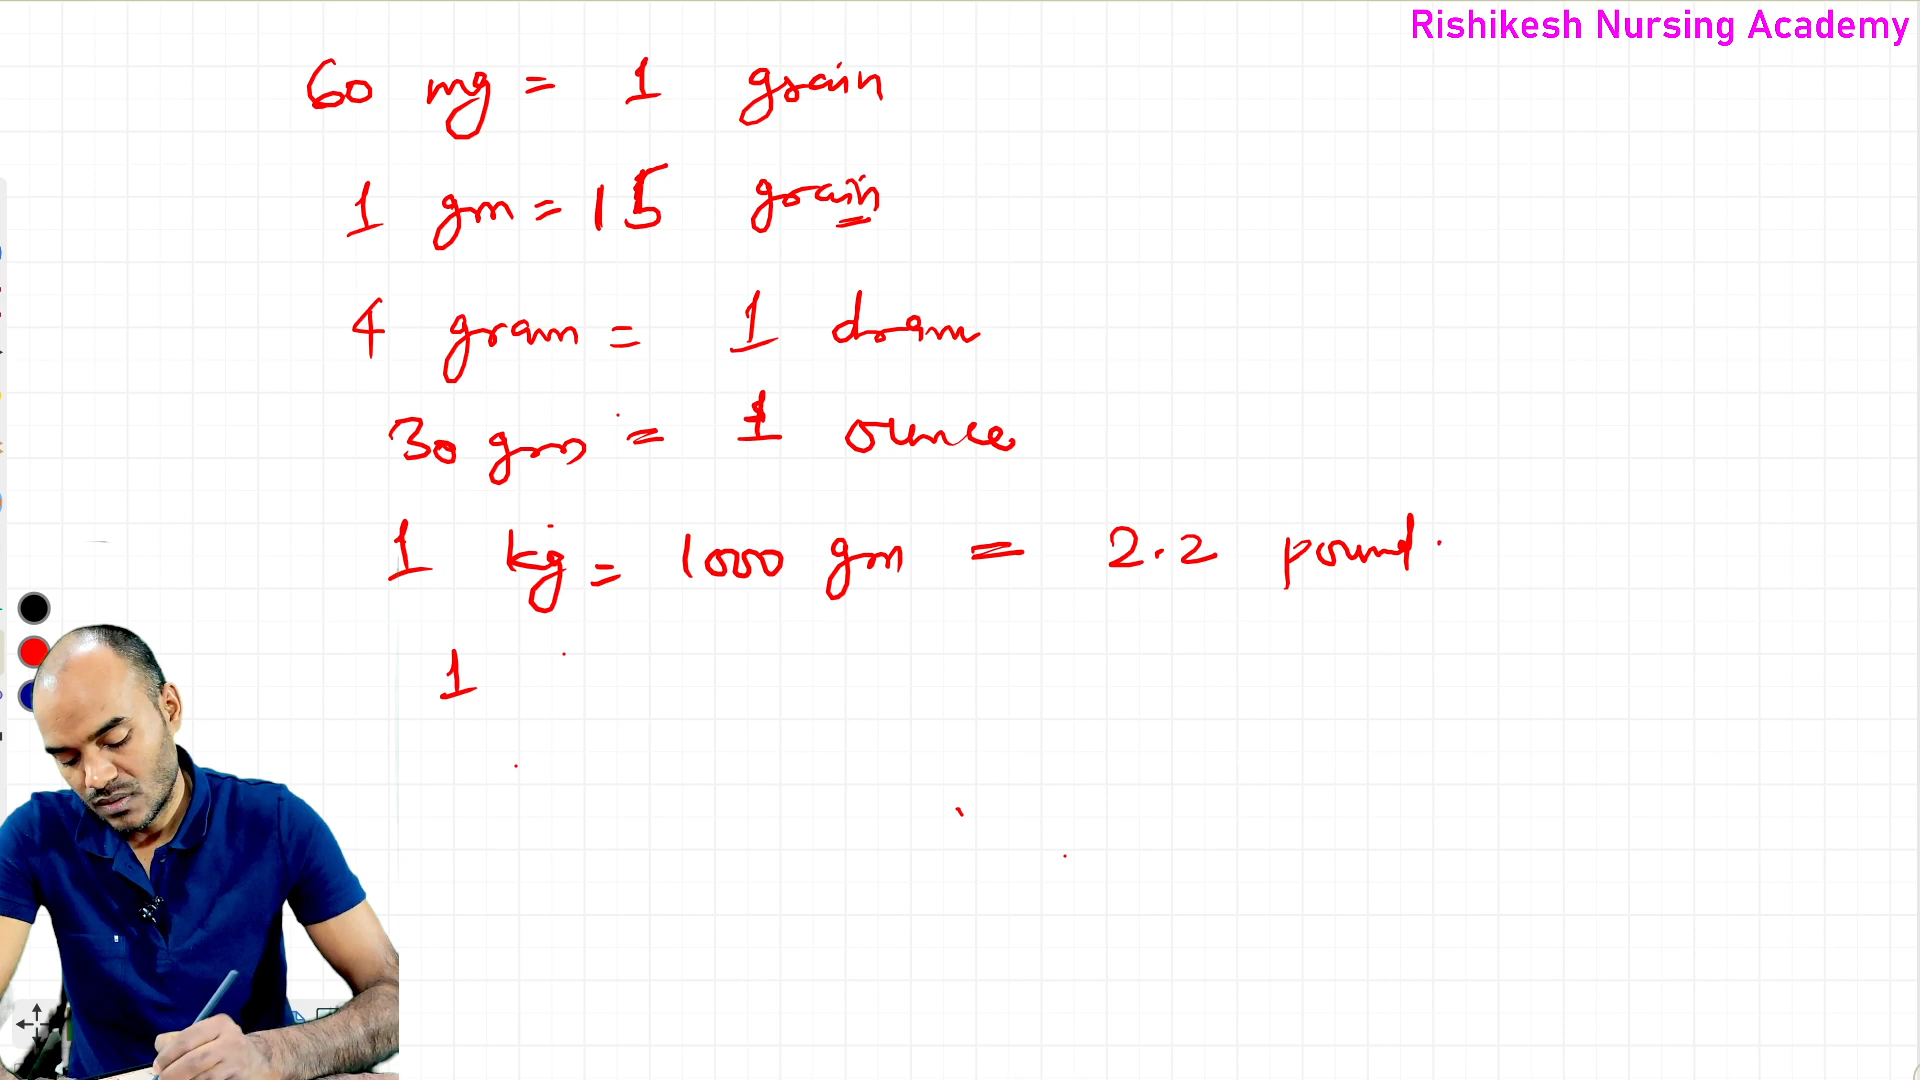 Rishikesh Nursing Academy
60 mg = 1 grain
1 gm = 15 grain
4 gram = 1 dram
30 gm = 1 ounce
1 kg = 1000 gm = 2.2 pound.
1